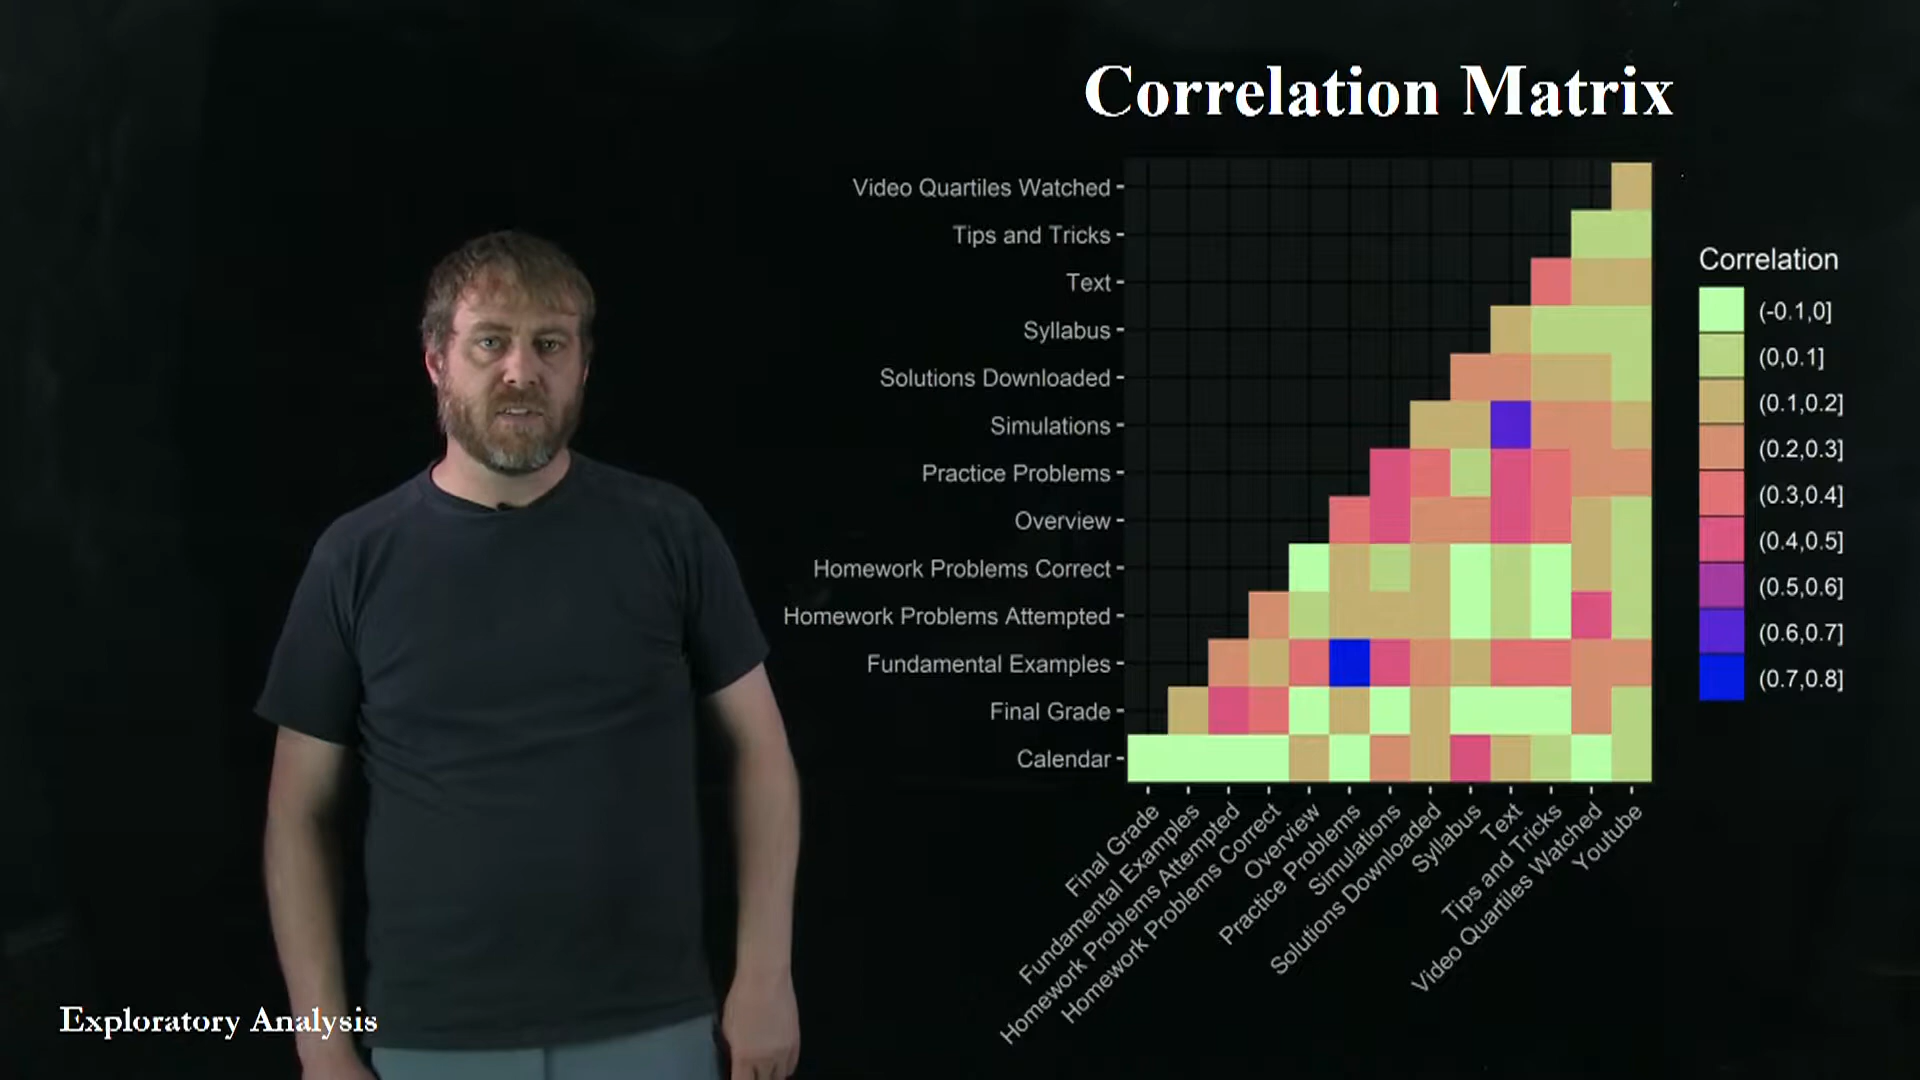 Correlation Matrix
Video Quartiles Watched
Tips and Tricks
Text
Syllabus
Solutions Downloaded
Simulations
Practice Problems
Overview
Homework Problems Correct
Homework Problems Attempted
Fundamental Examples
Final Grade
Calendar
Final Grade
Fundamental Examples
Homework Problems Attempted
Homework Problems Correct
Overview
Practice Problems
Simulations
Solutions Downloaded
Syllabus
Text
Tips and Tricks
Video Quartiles Watched
Youtube
Correlation
(-0.1,0]
(0,0.1]
(0.1,0.2]
(0.2,0.3]
(0.3,0.4]
(0.4,0.5]
(0.5,0.6]
(0.6,0.7]
(0.7,0.8]
Exploratory Analysis